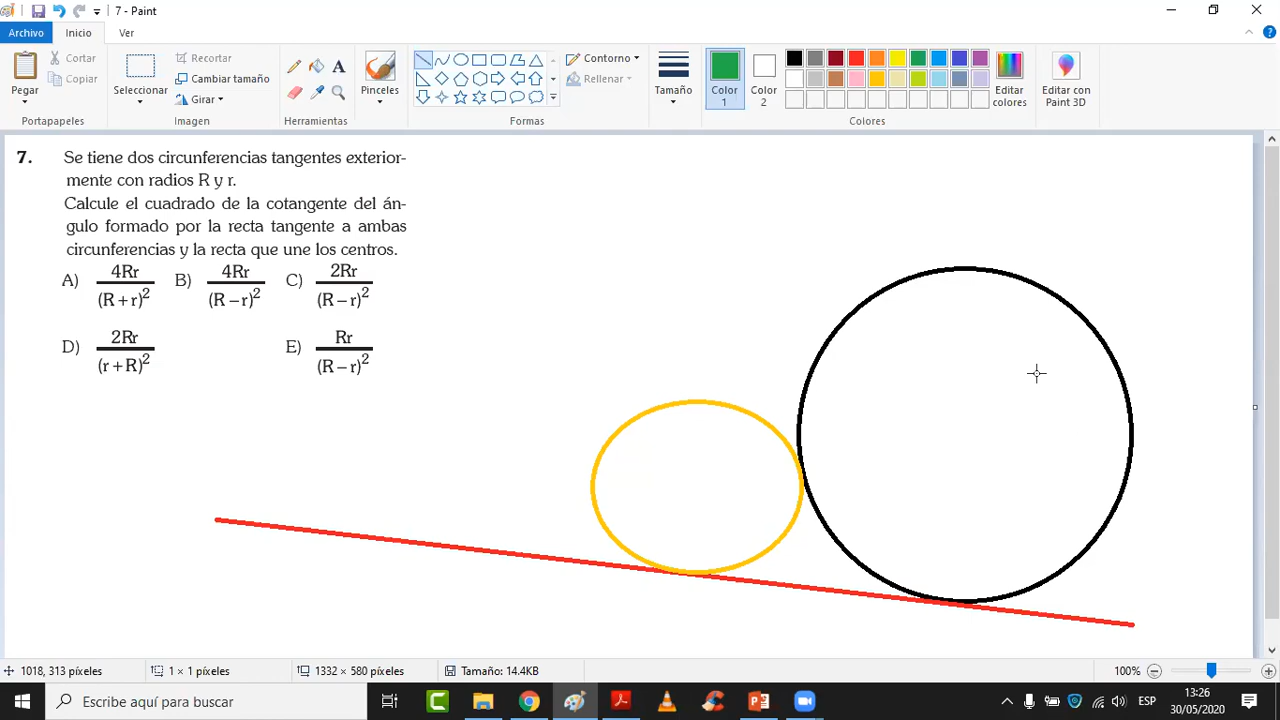 7 - Paint
Archivo Inicio Ver
Pegar
Cortar
Copiar
Portapapeles
Seleccionar
Recortar
Cambiar tamaño
Girar
Imagen
A
Herramientas
Pinceles
Contorno
Rellenar
Formas
Tamaño
Color 1
Color 2
Editar colores
Colores
Editar con Paint 3D
7. Se tiene dos circunferencias tangentes exterior-
mente con radios R y r.
Calcule el cuadrado de la cotangente del án-
gulo formado por la recta tangente a ambas
circunferencias y la recta que une los centros.
A) 4Rr/(R + r)² B) 4Rr/(R – r)² C) 2Rr/(R – r)²
D) 2Rr/(r + R)² E) Rr/(R – r)²
1018, 313 píxeles 1 × 1 píxeles 1332 × 580 píxeles Tamaño: 14.4KB 100%
Escribe aquí para buscar
ESP
13:26
30/05/2020